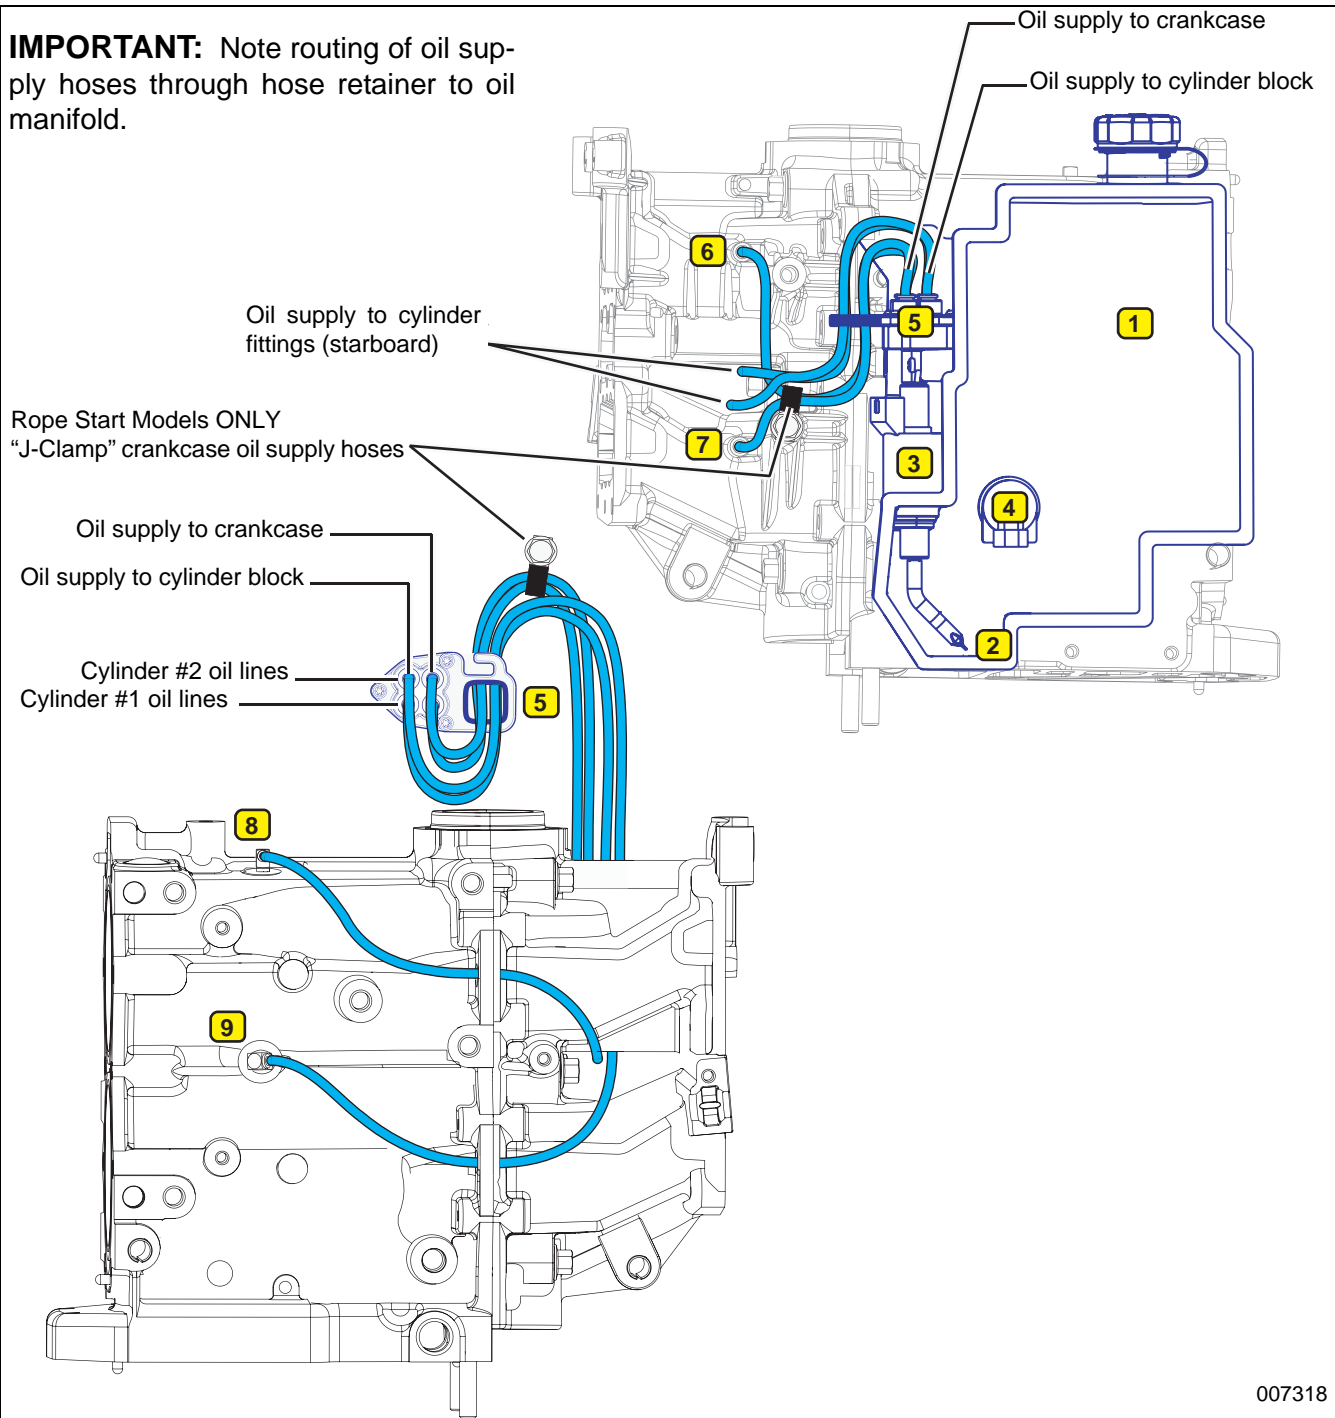 IMPORTANT: Note routing of oil sup-
ply hoses through hose retainer to oil
manifold.
Oil supply to crankcase
Oil supply to cylinder block
6
5
1
Oil supply to cylinder
fittings (starboard)
Rope Start Models ONLY
“J-Clamp” crankcase oil supply hoses
7
3
4
Oil supply to crankcase
Oil supply to cylinder block
2
Cylinder #2 oil lines
Cylinder #1 oil lines
5
8
9
007318